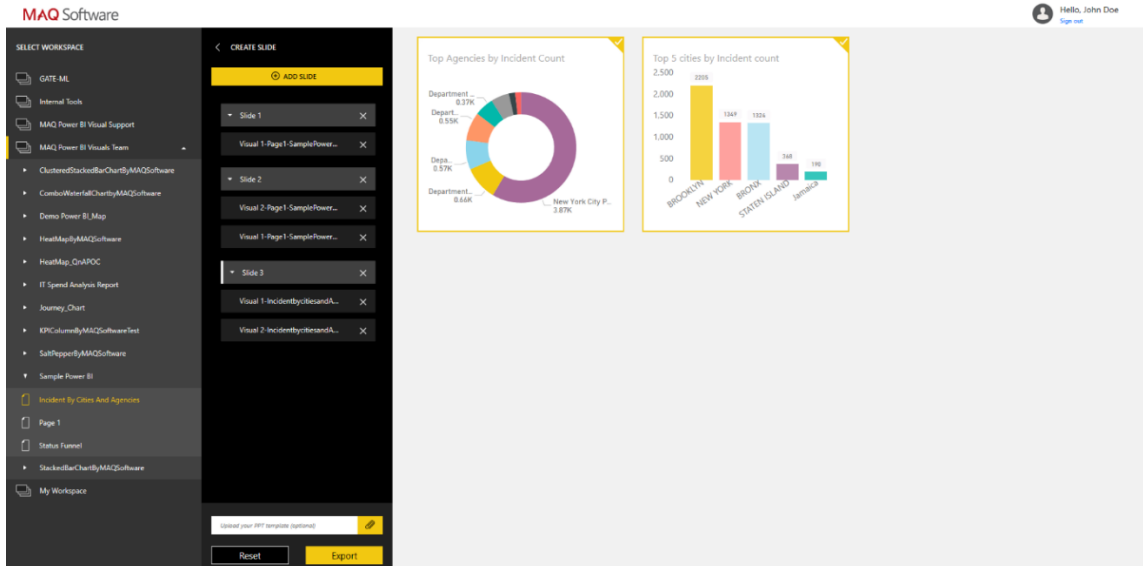 MAQ Software
Hello, John Doe
Sign out
SELECT WORKSPACE
GATE-ML
Internal Tools
MAQ Power BI Visual Support
MAQ Power BI Visuals Team
ClusteredStackedBarChartByMAQSoftware
ComboWaterfallChartbyMAQSoftware
Demo Power BI_Map
HeatMapByMAQSoftware
HeatMap_QnAPOC
IT Spend Analysis Report
Journey_Chart
KPIColumnByMAQSoftwareTest
SaltPepperByMAQSoftware
Sample Power BI
Incident By Cities And Agencies
Page 1
Status Funnel
StackedBarChartByMAQSoftware
My Workspace
CREATE SLIDE
ADD SLIDE
Slide 1
Visual 1-Page1-SamplePower...
Slide 2
Visual 2-Page1-SamplePower...
Visual 1-Page1-SamplePower...
Slide 3
Visual 1-IncidentbycitiesandA...
Visual 2-IncidentbycitiesandA...
Upload your PPT template (optional)
Reset
Export
Top Agencies by Incident Count
Department ...
0.37K
Depart...
0.55K
Depa...
0.57K
Department...
0.66K
New York City P...
3.87K
Top 5 cities by Incident count
2,500
2,000
1,500
1,000
500
0
2205
1349
1326
368
198
BROOKLYN
NEW YORK
BRONX
STATEN ISLAND
Jamaica